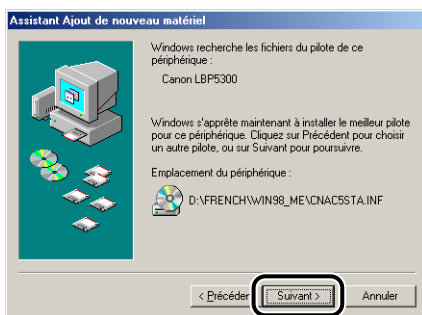 Assistant Ajout de nouveau matériel
Windows recherche les fichiers du pilote de ce
périphérique :
Canon LBP5300
Windows s'apprête maintenant à installer le meilleur pilote
pour ce périphérique. Cliquez sur Précédent pour choisir
un autre pilote, ou sur Suivant pour poursuivre.
Emplacement du périphérique :
D:\FRENCH\WIN98_ME\CNAC5STA.INF
< Précéder
Suivant >
Annuler